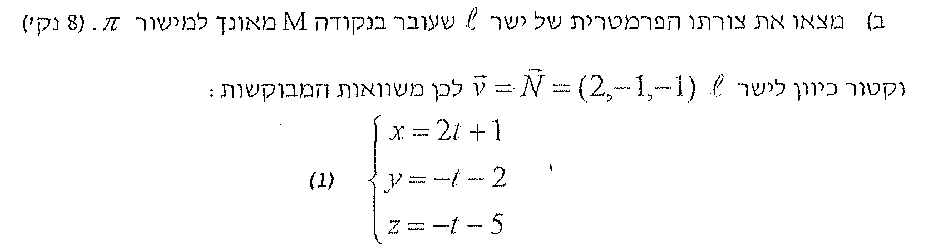 ב) מצאו את צורתו הפרמטרית של ישר ℓ שעובר בנקודה M מאונך למישור π. (8 נק')
וקטור כיוון לישר ℓ v⃗ = N⃗ = (2,-1,-1) לכן משוואות המבוקשות :
x = 2t + 1
(1) { y = -t - 2
z = -t - 5